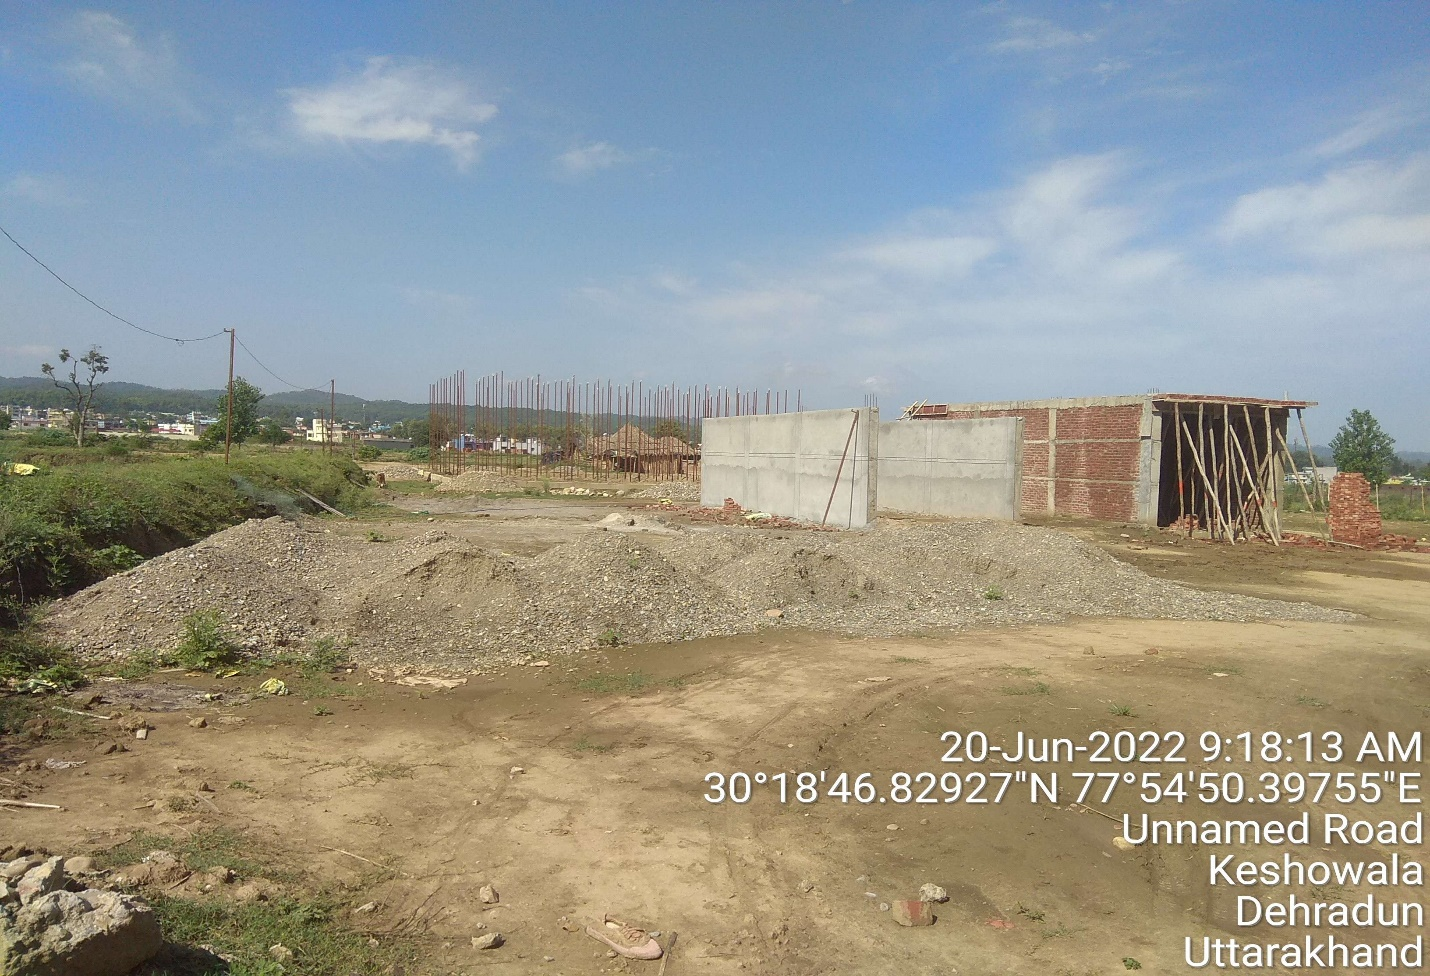 20-Jun-2022 9:18:13 AM
30°18'46.82927"N 77°54'50.39755"E
Unnamed Road
Keshowala
Dehradun
Uttarakhand